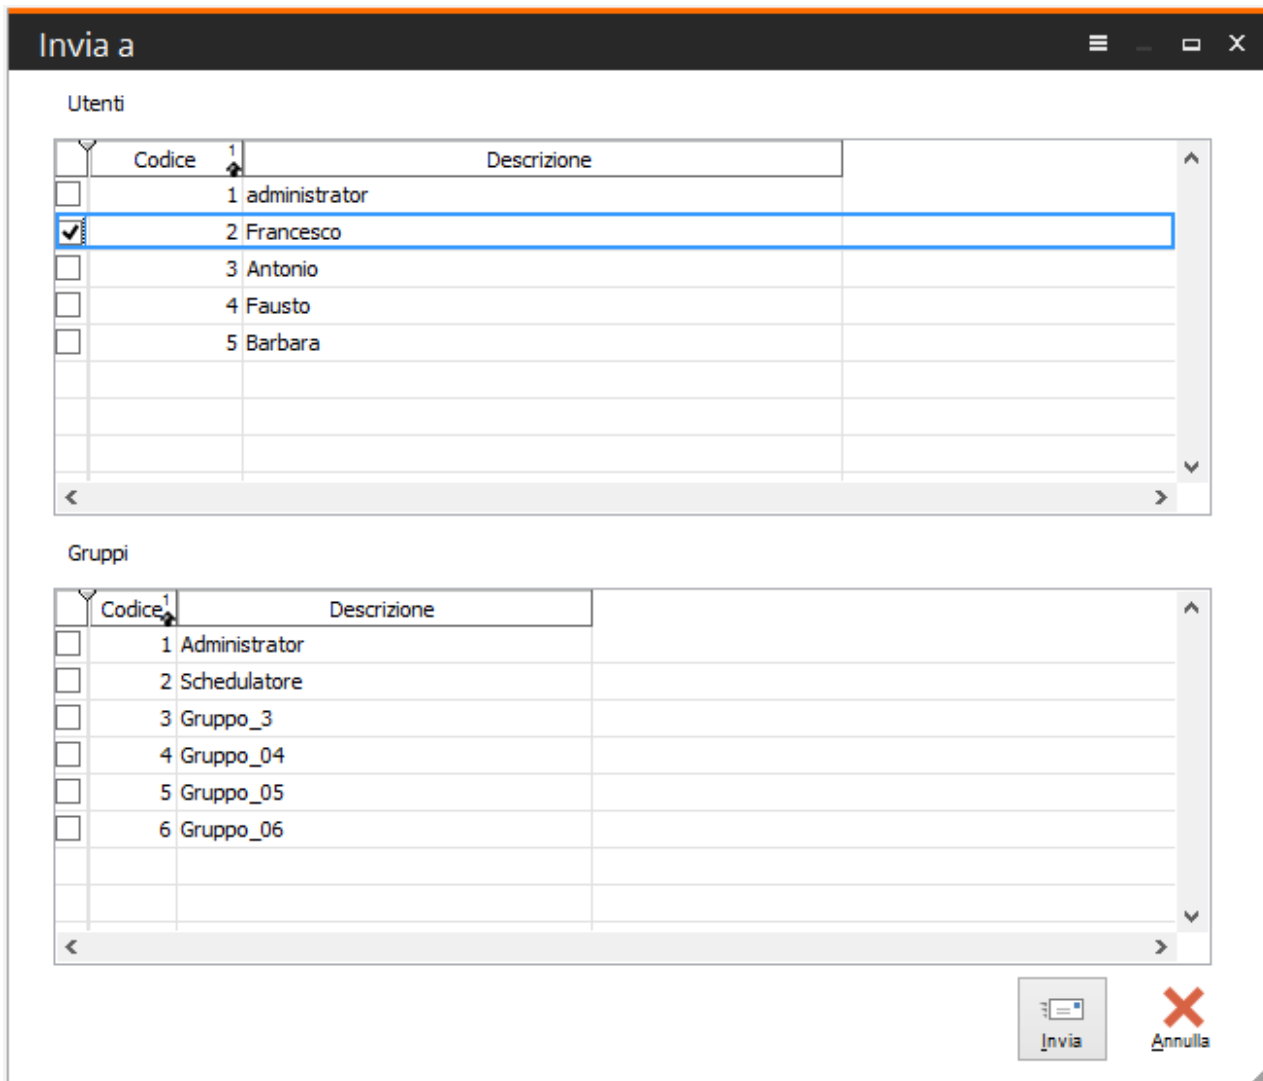 Invia a
Utenti
Codice 1 Descrizione
1 administrator
2 Francesco
3 Antonio
4 Fausto
5 Barbara
Gruppi
Codice 1 Descrizione
1 Administrator
2 Schedulatore
3 Gruppo_3
4 Gruppo_04
5 Gruppo_05
6 Gruppo_06
Invia Annulla